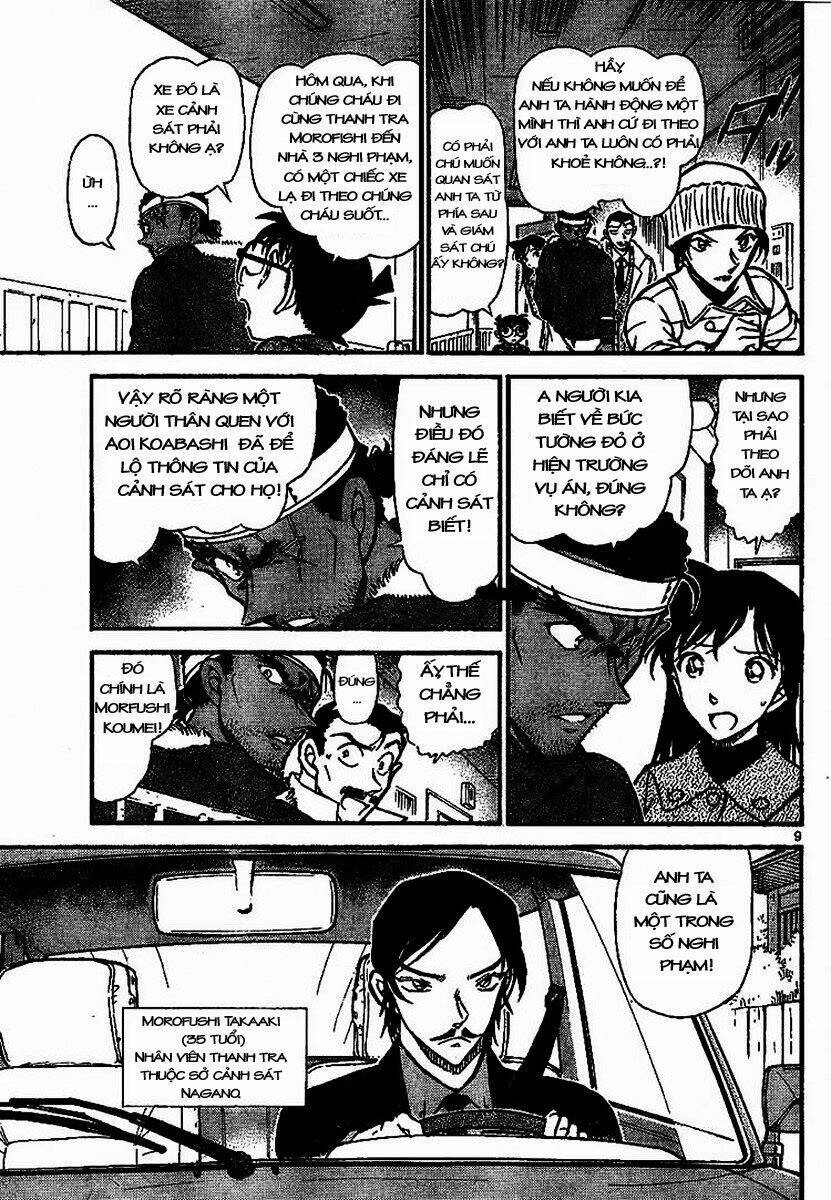 HẦY,
NẾU KHÔNG MUỐN ĐỂ
ANH TA HÀNH ĐỘNG MỘT
MÌNH THÌ ANH CỨ ĐI THEO
VỚI ANH TA LUÔN CÓ PHẢI
KHOẺ KHÔNG..?!
CÓ PHẢI
CHÚ MUỐN
QUAN SÁT
ANH TA TỪ
PHÍA SAU
VÀ GIÁM
SÁT CHÚ
ẤY KHÔNG?
HÔM QUA, KHI
CHÚNG CHÁU ĐI
CÙNG THANH TRA
MOROFISHI ĐẾN
NHÀ 3 NGHI PHẠM,
CÓ MỘT CHIẾC XE
LẠ ĐI THEO CHÚNG
CHÁU SUỐT...
XE ĐÓ LÀ
XE CẢNH
SÁT PHẢI
KHÔNG Ạ?
ỪH
...
NHƯNG
TẠI SAO
PHẢI
THEO
DÕI ANH
TA Ạ?
A NGƯỜI KIA
BIẾT VỀ BỨC
TƯỜNG ĐỎ Ở
HIỆN TRƯỜNG
VỤ ÁN, ĐÚNG
KHÔNG?
NHƯNG
ĐIỀU ĐÓ
ĐÁNG LẼ
CHỈ CÓ
CẢNH SÁT
BIẾT!
VẬY RÕ RÀNG MỘT
NGƯỜI THÂN QUEN VỚI
AOI KOABASHI ĐÃ ĐỂ
LỘ THÔNG TIN CỦA
CẢNH SÁT CHO HỌ!
ẤY, THẾ
CHẲNG
PHẢI...
ĐÚNG
...
ĐÓ
CHÍNH LÀ
MORFUSHI
KOUMEI!
9
ANH TA
CŨNG LÀ
MỘT TRONG
SỐ NGHI
PHẠM!
MOROFUSHI TAKAAKI
(35 TUỔI)
NHÂN VIÊN THANH TRA
THUỘC SỞ CẢNH SÁT
NAGANO.